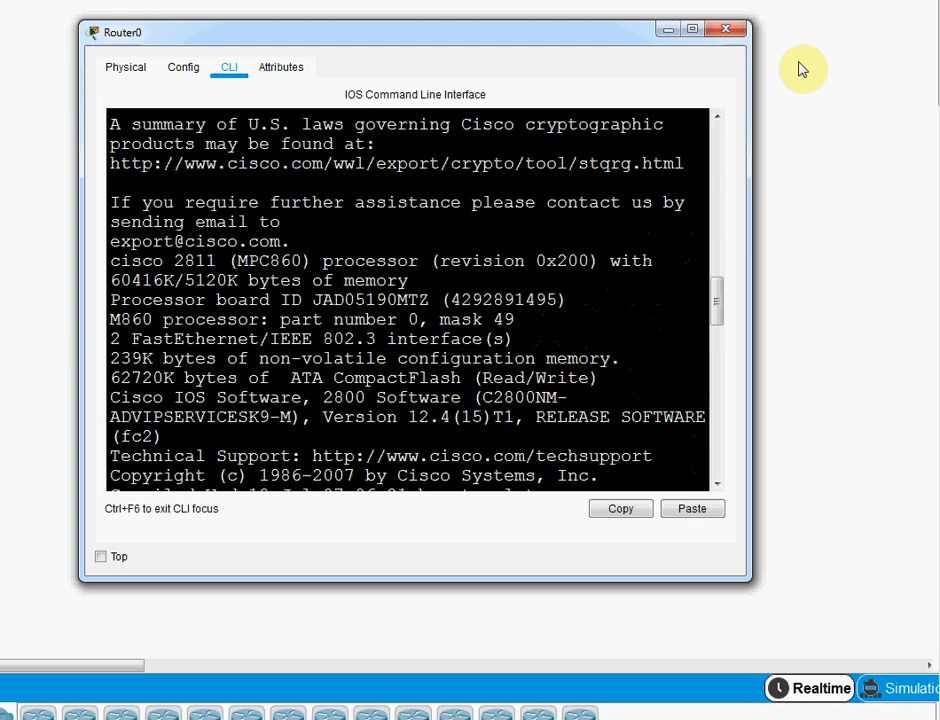 Router0
Physical Config CLI Attributes
IOS Command Line Interface
A summary of U.S. laws governing Cisco cryptographic
products may be found at:
http://www.cisco.com/wwl/export/crypto/tool/stqrg.html
If you require further assistance please contact us by
sending email to
export@cisco.com.
cisco 2811 (MPC860) processor (revision 0x200) with
60416K/5120K bytes of memory
Processor board ID JAD05190MTZ (4292891495)
M860 processor: part number 0, mask 49
2 FastEthernet/IEEE 802.3 interface(s)
239K bytes of non-volatile configuration memory.
62720K bytes of  ATA CompactFlash (Read/Write)
Cisco IOS Software, 2800 Software (C2800NM-
ADVIPSERVICESK9-M), Version 12.4(15)T1, RELEASE SOFTWARE
(fc2)
Technical Support: http://www.cisco.com/techsupport
Copyright (c) 1986-2007 by Cisco Systems, Inc.
Ctrl+F6 to exit CLI focus
Copy Paste
Top
Realtime Simulatio